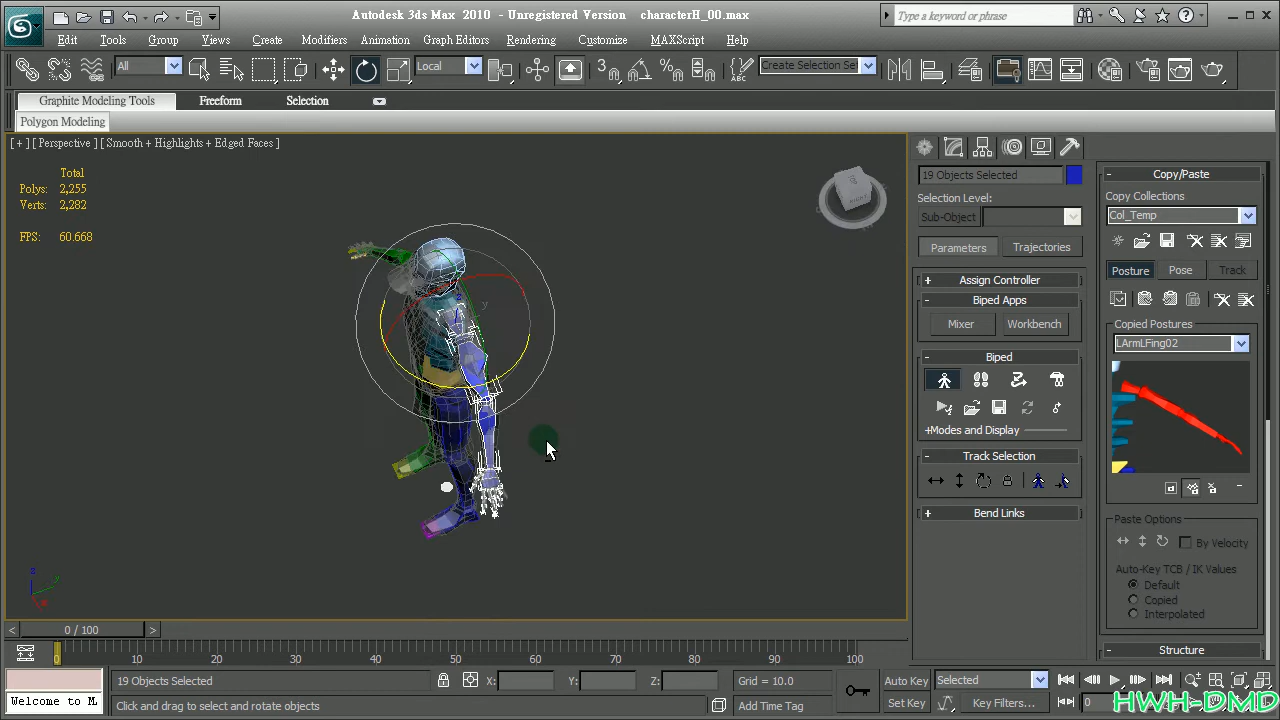 Autodesk 3ds Max 2010 - Unregistered Version characterH_00.max
Type a keyword or phrase
Edit Tools Group Views Create Modifiers Animation Graph Editors Rendering Customize MAXScript Help
All
Local
Create Selection Se
Graphite Modeling Tools Freeform Selection
Polygon Modeling
[ + ] [ Perspective ] [ Smooth + Highlights + Edged Faces ]
Total
Polys: 2,255
Verts: 2,282
FPS: 60.668
y
z
x
y
19 Objects Selected
Selection Level:
Sub-Object
Parameters Trajectories
+ Assign Controller
- Biped Apps
Mixer Workbench
- Biped
+Modes and Display
- Track Selection
+ Bend Links
- Copy/Paste
Copy Collections
Col_Temp
Posture Pose Track
Copied Postures
LArmLFing02
Paste Options
By Velocity
Auto-Key TCB / IK Values
Default
Copied
Interpolated
- Structure
< 0 / 100 >
0 10 20 30 40 50 60 70 80 90 100
19 Objects Selected X: Y: Z: Grid = 10.0 Auto Key Selected
Welcome to M
Click and drag to select and rotate objects Add Time Tag Set Key Key Filters... 0
HWH-DMD